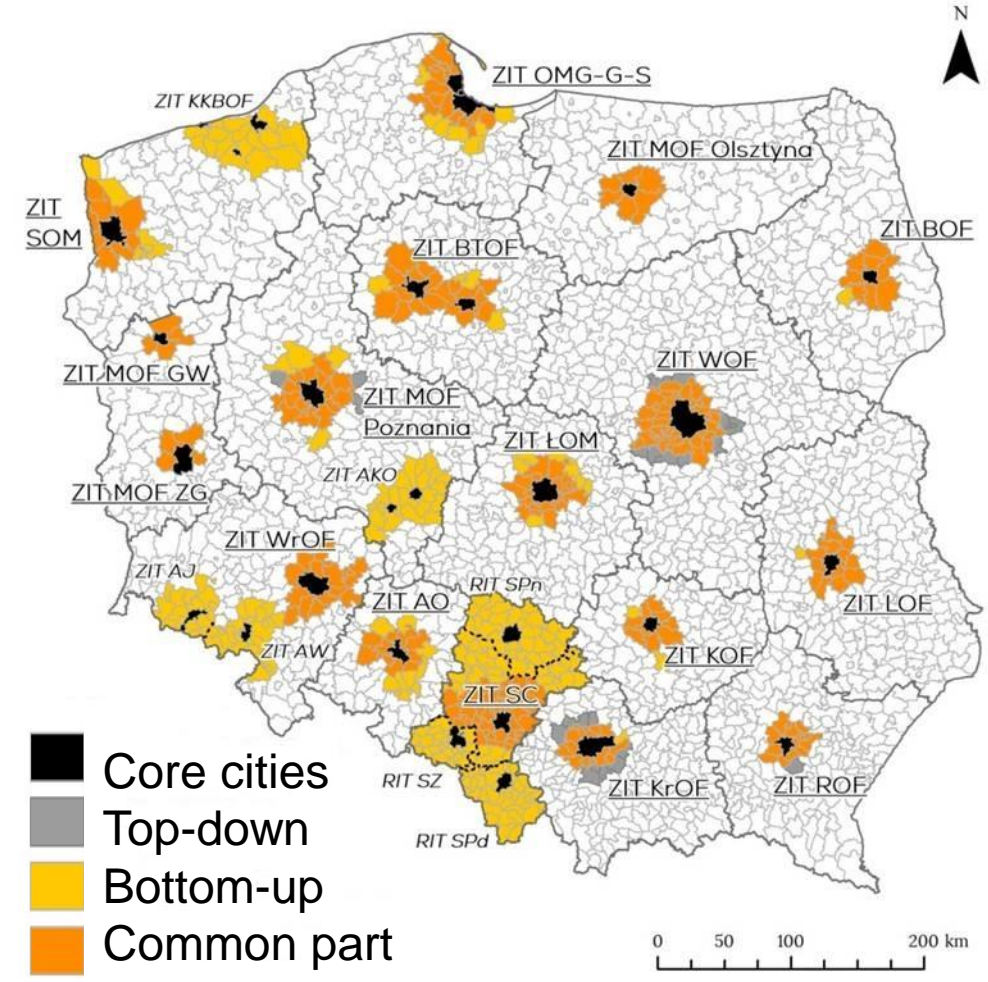 N
ZIT OMG-G-S
ZIT KKBOF
ZIT MOF Olsztyna
ZIT
SOM
ZIT BOF
ZIT BTOF
ZIT MOF GW
ZIT WOF
ZIT MOF
Poznania
ZIT ŁOM
ZIT AKO
ZIT MOF ZG
ZIT WrOF
ZIT AJ
RIT SPn
ZIT AO
ZIT LOF
ZIT AW
ZIT KOF
ZIT SC
RIT SZ
ZIT KrOF
ZIT ROF
RIT SPd
Core cities
Top-down
Bottom-up
Common part
0 50 100 200 km